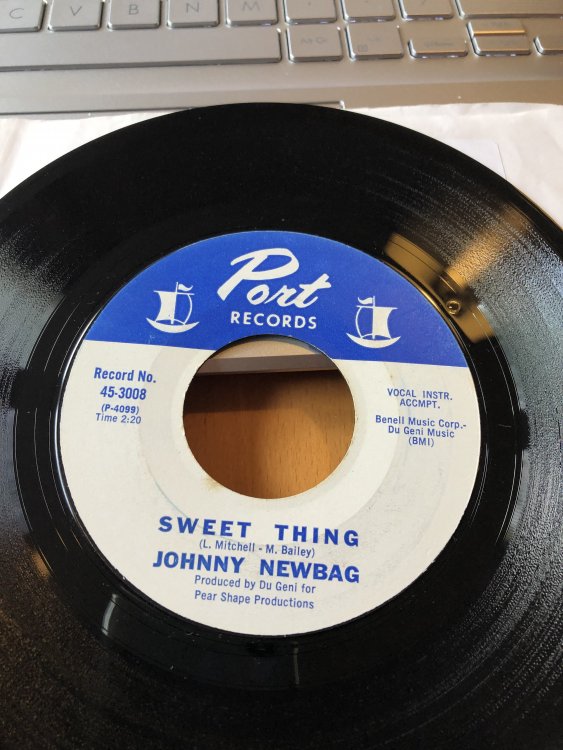 Port
RECORDS
Record No.
45-3008
(P-4099)
Time 2:20
VOCAL INSTR.
ACCMPT.
Benell Music Corp.-
Du Geni Music
(BMI)
SWEET THING
(L. Mitchell - M. Bailey)
JOHNNY NEWBAG
Produced by Du Geni for
Pear Shape Productions